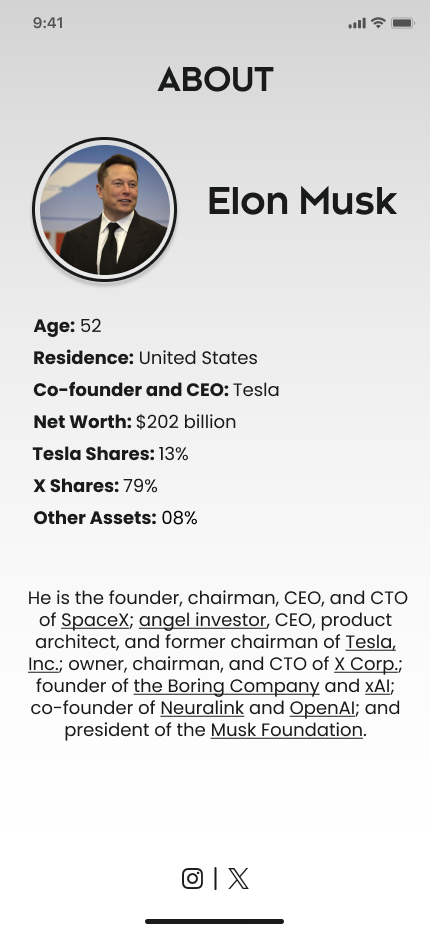 9:41
ABOUT
Elon Musk
Age: 52
Residence: United States
Co-founder and CEO: Tesla
Net Worth: $202 billion
Tesla Shares: 13%
X Shares: 79%
Other Assets: 08%
He is the founder, chairman, CEO, and CTO
of SpaceX; angel investor, CEO, product
architect, and former chairman of Tesla,
Inc.; owner, chairman, and CTO of X Corp.;
founder of the Boring Company and xAI;
co-founder of Neuralink and OpenAI; and
president of the Musk Foundation.